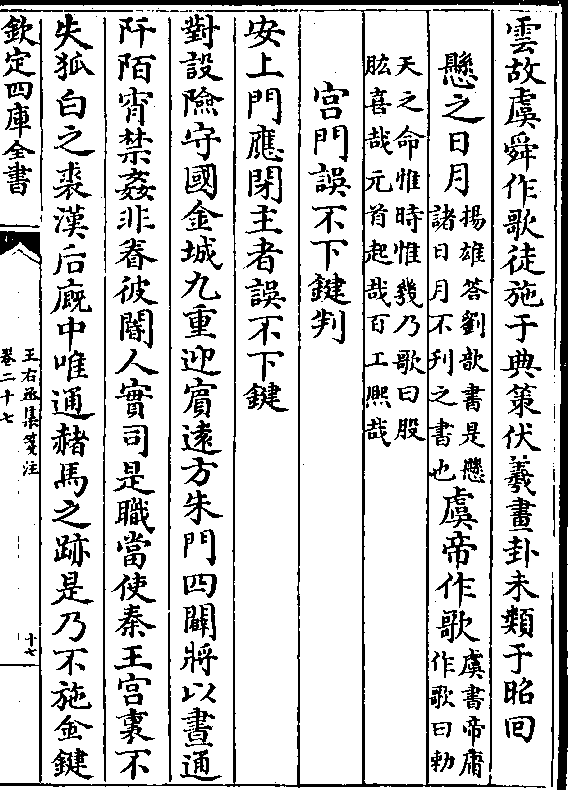 雲故虞舜作歌徒施于典策伏羲畫卦未類于昭回
懸之日月揚雄答劉歆書是懸諸日月不刋之書也虞帝作歌虞書帝庸作歌曰勅
天之命惟時惟幾乃歌曰股肱喜哉元首起哉百工熈哉
宫門誤不下鍵判
安上門應閉主者誤不下鍵
對設險守國金城九重迎賓逺方朱門四闢將以晝通
阡陌宵禁姦非眷彼閽人實司是職當使秦王宫裏不
失狐白之裘漢后廐中唯通赭馬之跡是乃不施金鍵
欽定四庫全書
王右丞集箋注
卷二十七
十七